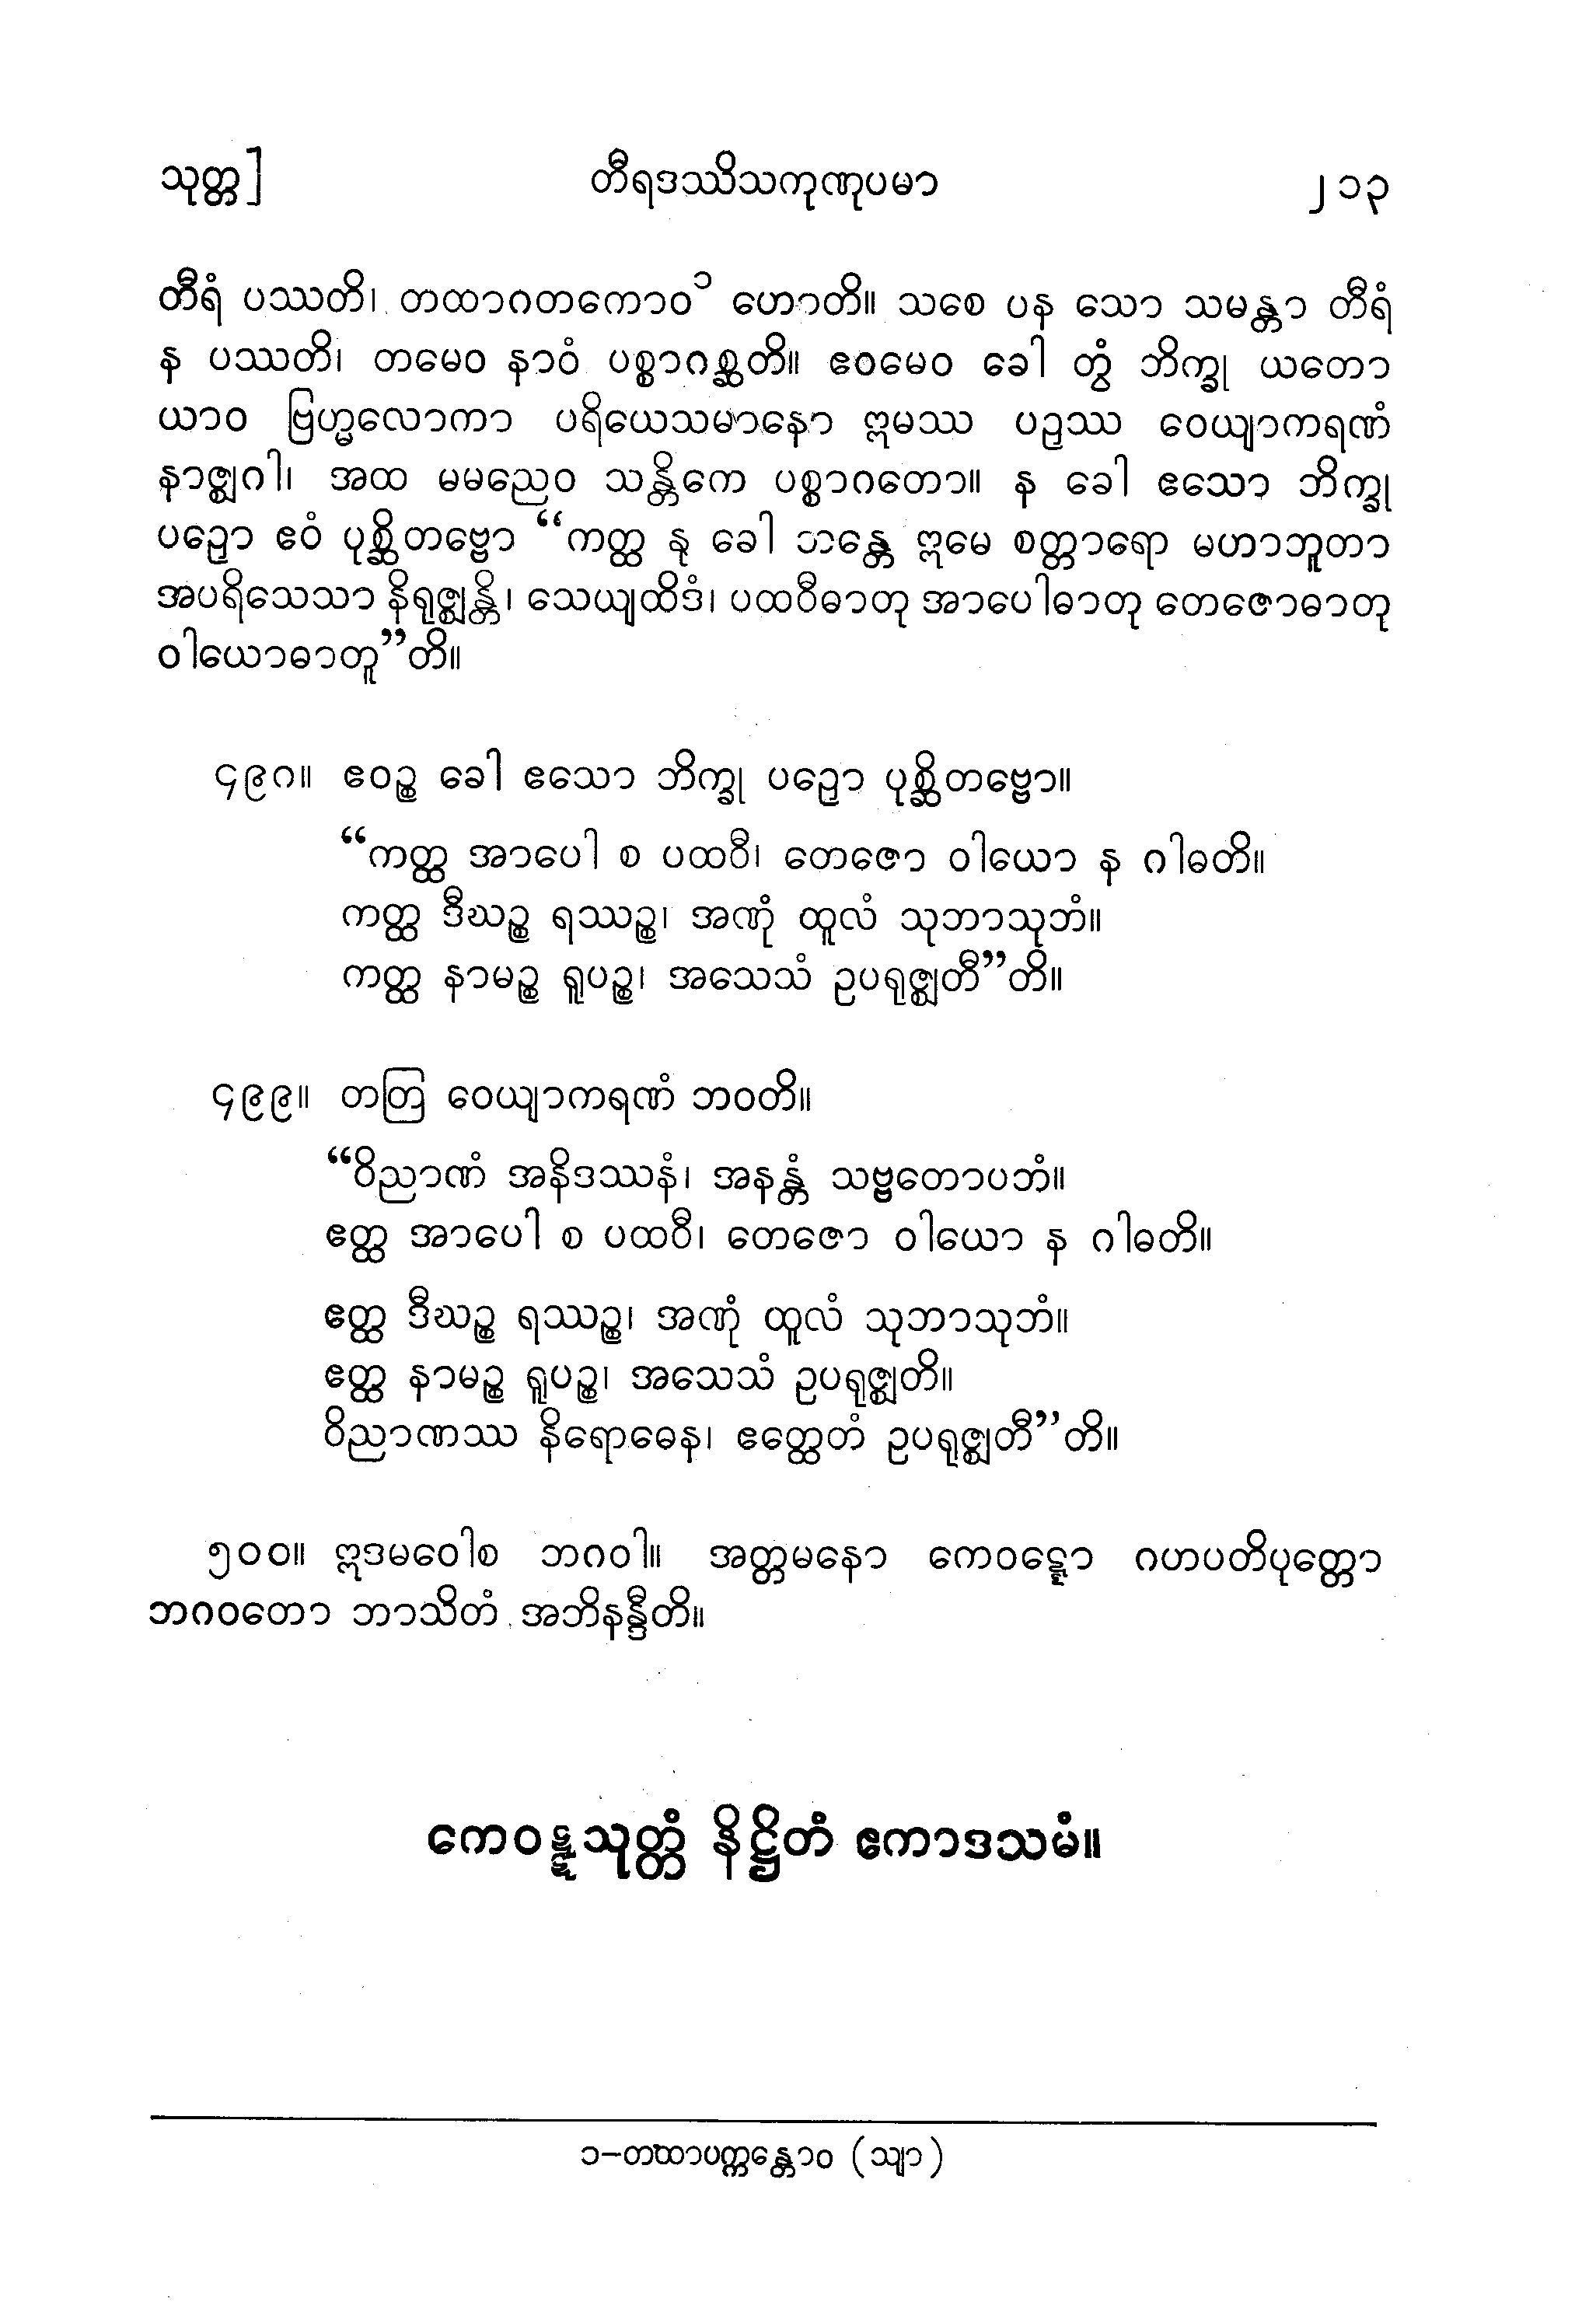 သုတ္တ] တီရဒဿိသကုဏုပမာ ၂၁၃
တီရံ ပဿတိ၊ တထာဂတကောဝ ၁ ဟောတိ။ သစေ ပန သော သမန္တာ တီရံ
န ပဿတိ၊ တမေဝ နာဝံ ပစ္စာဂစ္ဆတိ။ ဧဝမေဝ ခေါ တွံ ဘိက္ခု ယတော
ယာဝ ဗြဟ္မလောကာ ပရိယေသမာနော ဣမဿ ပဉှဿ ဝေယျာကရဏံ
နာဇ္ဈဂါ၊ အထ မမညေဝ သန္တိကေ ပစ္စာဂတော။ န ခေါ ဧသော ဘိက္ခု
ပဉှော ဧဝံ ပုစ္ဆိတဗ္ဗော “ကတ္ထ နု ခေါ ဘန္တေ ဣမေ စတ္တာရော မဟာဘူတာ
အပရိသေသာ နိရုဇ္ဈန္တိ၊ သေယျထိဒံ၊ ပထဝီဓာတု အာပေါဓာတု တေဇောဓာတု
ဝါယောဓာတူ”တိ။
၄၉ဂ။ ဧဝဉ္စ ခေါ ဧသော ဘိက္ခု ပဉှော ပုစ္ဆိတဗ္ဗော။
“ကတ္ထ အာပေါ စ ပထဝီ၊ တေဇော ဝါယော န ဂါဓတိ။
ကတ္ထ ဒီဃဉ္စ ရဿဉ္စ၊ အဏုံ ထူလံ သုဘာသုဘံ။
ကတ္ထ နာမဉ္စ ရူပဉ္စ၊ အသေသံ ဥပရုဇ္ဈတီ”တိ။
၄၉၉။ တတြ ဝေယျာကရဏံ ဘဝတိ။
“ဝိညာဏံ အနိဒဿနံ၊ အနန္တံ သဗ္ဗတောပဘံ။
ဧတ္ထ အာပေါ စ ပထဝီ၊ တေဇော ဝါယော န ဂါဓတိ။
ဧတ္ထ ဒီဃဉ္စ ရဿဉ္စ၊ အဏုံ ထူလံ သုဘာသုဘံ။
ဧတ္ထ နာမဉ္စ ရူပဉ္စ၊ အသေသံ ဥပရုဇ္ဈတိ။
ဝိညာဏဿ နိရောဓေန၊ ဧတ္ထေတံ ဥပရုဇ္ဈတီ”တိ။
၅၀၀။ ဣဒမဝေါစ ဘဂဝါ။ အတ္တမနော ကေဝဋ္ဋော ဂဟပတိပုတ္တော
ဘဂဝတော ဘာသိတံ အဘိနန္ဒီတိ။
ကေဝဋ္ဋသုတ္တံ နိဋ္ဌိတံ ဧကာဒသမံ။
၁–တထာပက္ကန္တောဝ (သျာ)